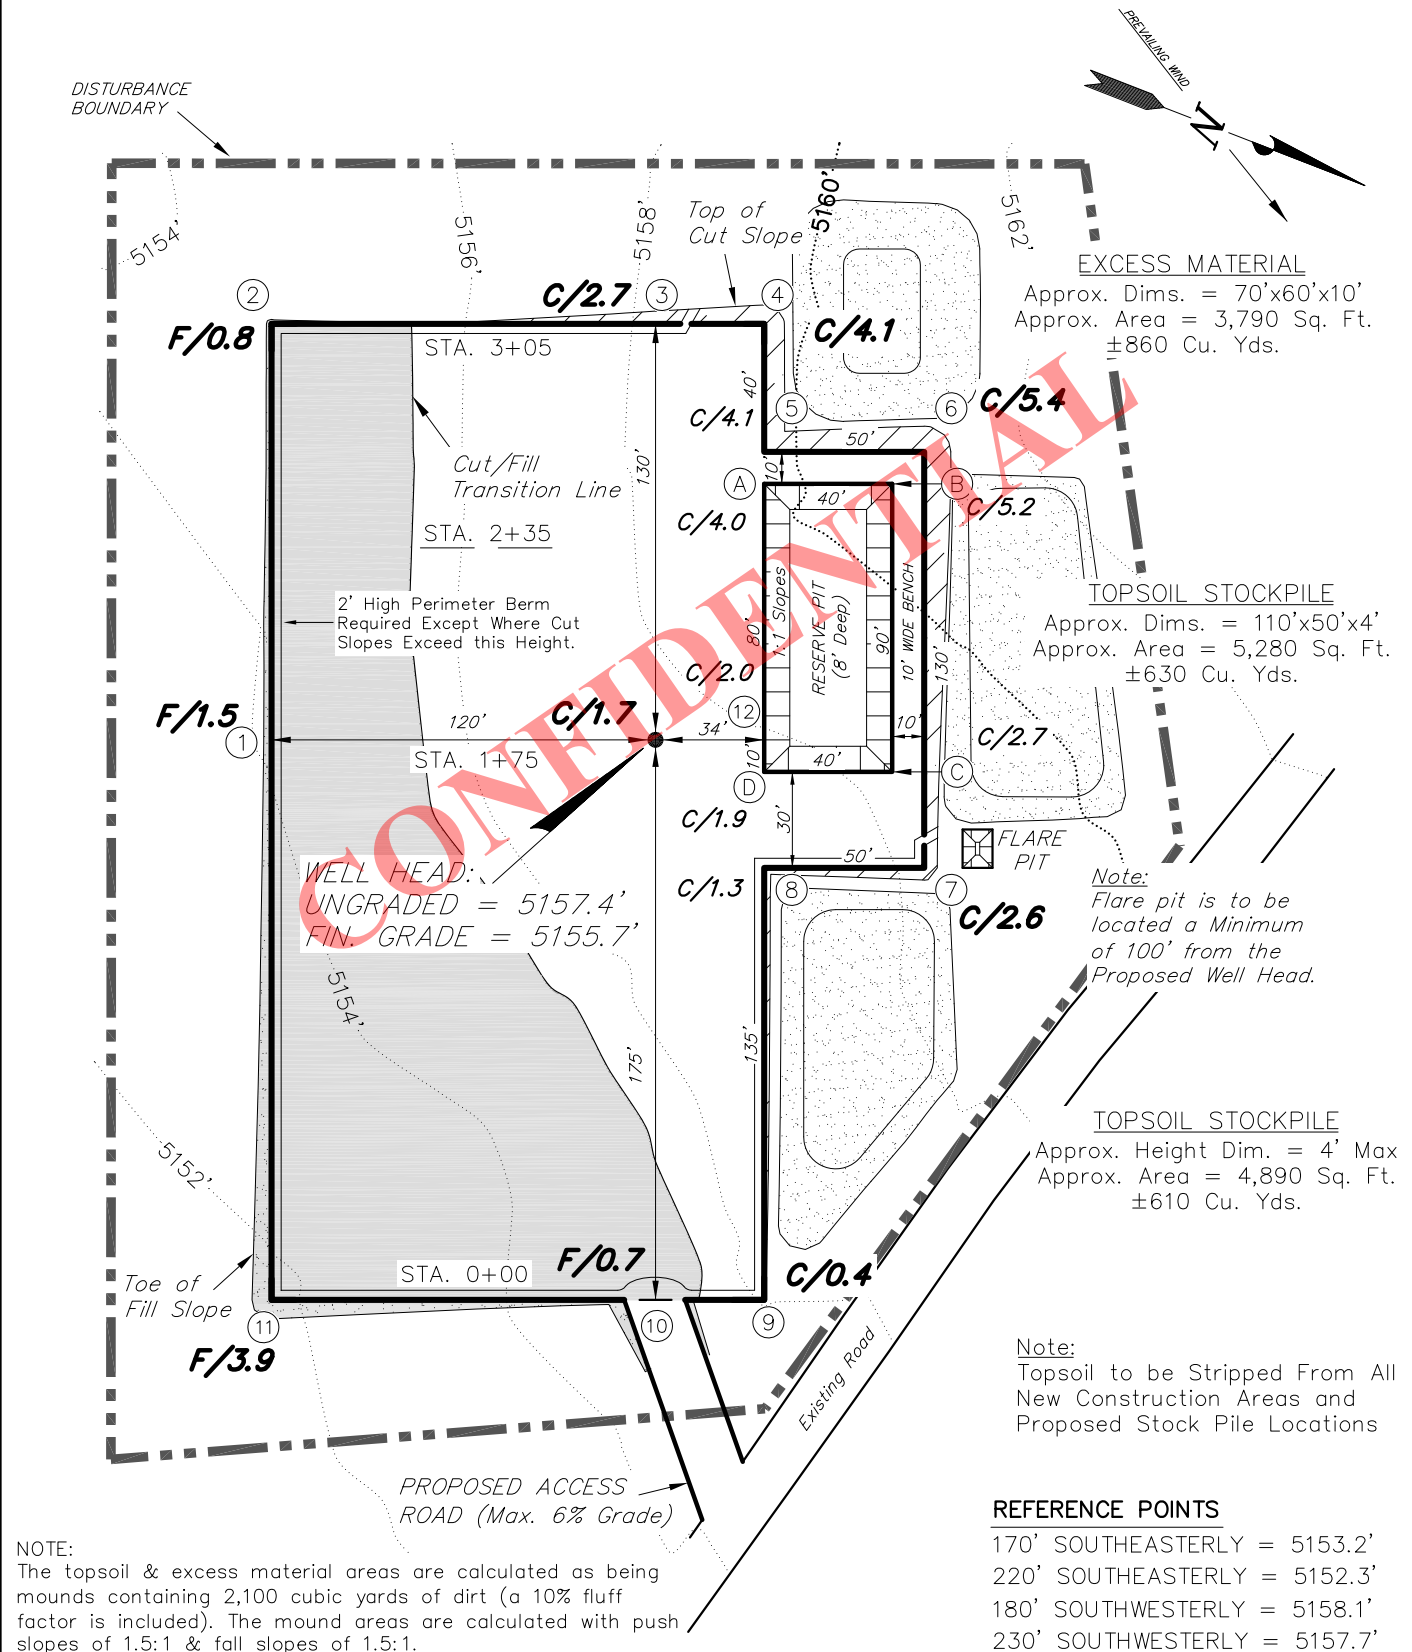 PREVAILING WIND
N
DISTURBANCE
BOUNDARY
5154'
5156'
5158'
5160'
5162'
Top of
Cut Slope
EXCESS MATERIAL
Approx. Dims. = 70'x60'x10'
Approx. Area = 3,790 Sq. Ft.
±860 Cu. Yds.
2
C/2.7
3
4
F/0.8
STA. 3+05
C/4.1
40'
5
6
C/5.4
C/4.1
50'
Cut/Fill
Transition Line
130'
10'
A
40'
B
C/5.2
STA. 2+35
C/4.0
2' High Perimeter Berm
Required Except Where Cut
Slopes Exceed this Height.
80'
1:1 Slopes
RESERVE PIT
(8' Deep)
90'
10' WIDE BENCH
130'
TOPSOIL STOCKPILE
Approx. Dims. = 110'x50'x4'
Approx. Area = 5,280 Sq. Ft.
±630 Cu. Yds.
C/2.0
F/1.5
1
120'
C/1.7
12
34'
10'
C/2.7
STA. 1+75
10'
40'
D
C
CONFIDENTIAL
C/1.9
30'
FLARE
PIT
50'
WELL HEAD:
UNGRADED = 5157.4'
FIN. GRADE = 5155.7'
C/1.3
8
7
C/2.6
Note:
Flare pit is to be
located a Minimum
of 100' from the
Proposed Well Head.
5154'
175'
135'
TOPSOIL STOCKPILE
Approx. Height Dim. = 4' Max
Approx. Area = 4,890 Sq. Ft.
±610 Cu. Yds.
5152'
STA. 0+00
F/0.7
C/0.4
Toe of
Fill Slope
11
10
9
F/3.9
Existing Road
Note:
Topsoil to be Stripped From All
New Construction Areas and
Proposed Stock Pile Locations
PROPOSED ACCESS
ROAD (Max. 6% Grade)
REFERENCE POINTS
170' SOUTHEASTERLY = 5153.2'
220' SOUTHEASTERLY = 5152.3'
180' SOUTHWESTERLY = 5158.1'
230' SOUTHWESTERLY = 5157.7'
NOTE:
The topsoil & excess material areas are calculated as being
mounds containing 2,100 cubic yards of dirt (a 10% fluff
factor is included). The mound areas are calculated with push
slopes of 1.5:1 & fall slopes of 1.5:1.